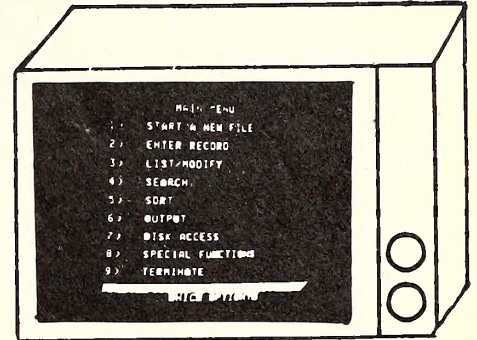 MAIN MENU
1) START A NEW FILE
2) ENTER RECORD
3) LIST/MODIFY
4) SEARCH
5) SORT
6) OUTPUT
7) DISK ACCESS
8) SPECIAL FUNCTIONS
9) TERMINATE
OPTIONS